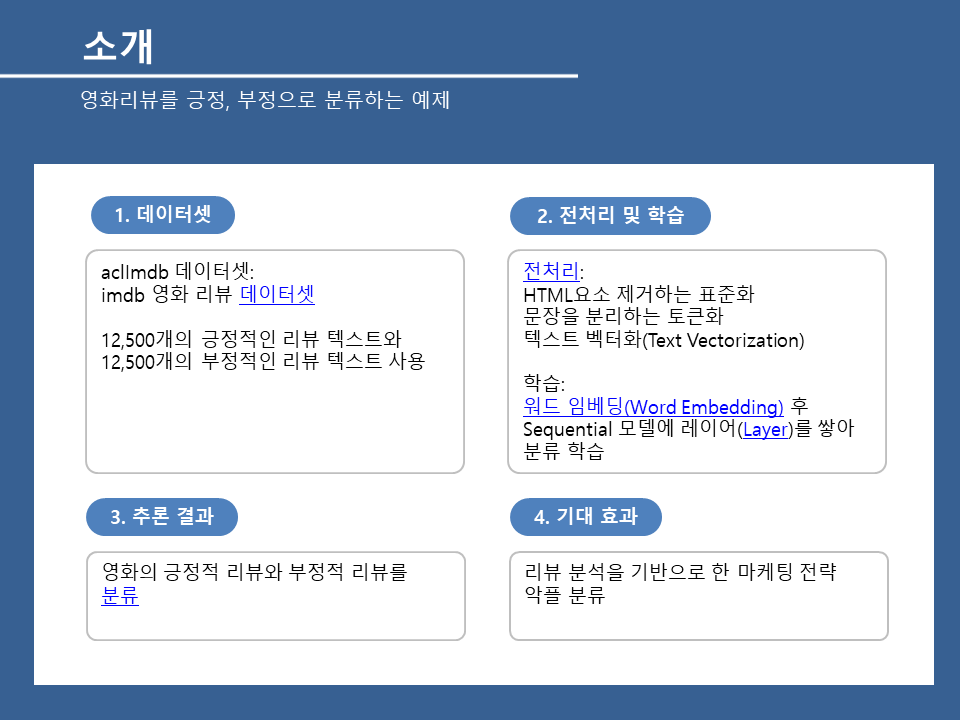 소개
영화리뷰를 긍정, 부정으로 분류하는 예제
1. 데이터셋
aclImdb 데이터셋:
imdb 영화 리뷰 데이터셋
12,500개의 긍정적인 리뷰 텍스트와
12,500개의 부정적인 리뷰 텍스트 사용
2. 전처리 및 학습
전처리:
HTML요소 제거하는 표준화
문장을 분리하는 토큰화
텍스트 벡터화(Text Vectorization)
학습:
워드 임베딩(Word Embedding) 후
Sequential 모델에 레이어(Layer)를 쌓아
분류 학습
3. 추론 결과
영화의 긍정적 리뷰와 부정적 리뷰를
분류
4. 기대 효과
리뷰 분석을 기반으로 한 마케팅 전략
악플 분류